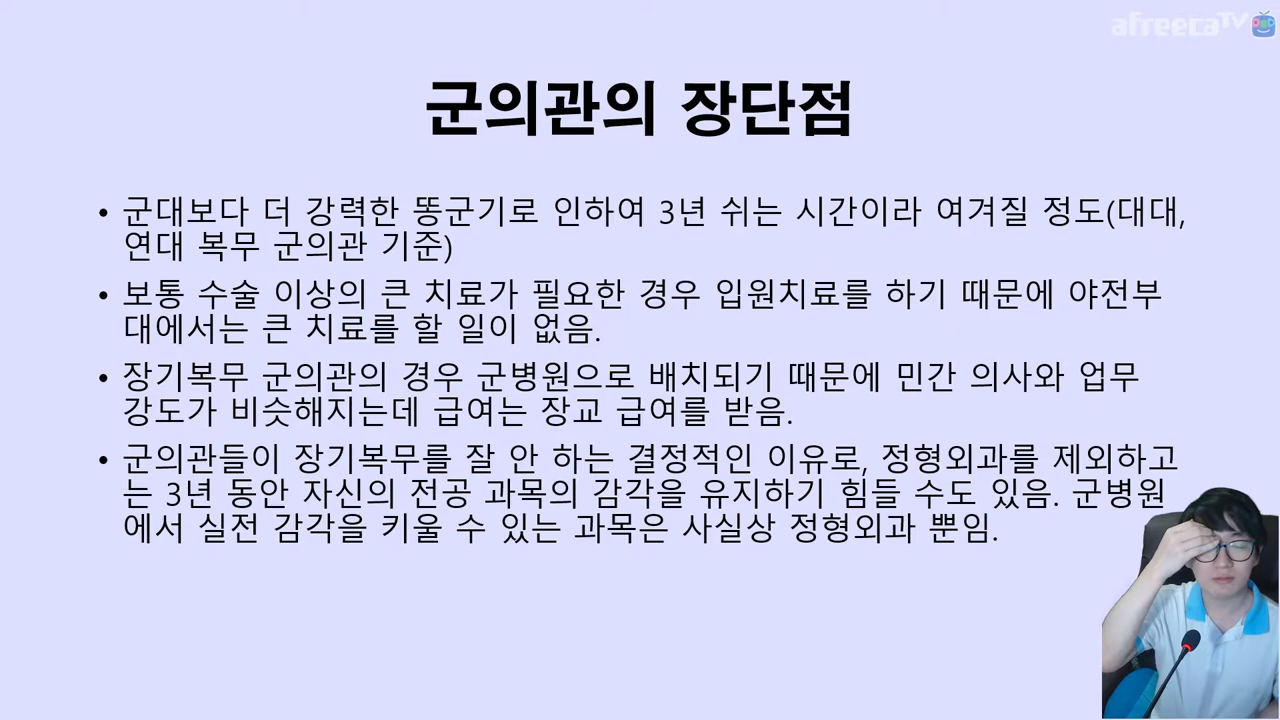 afreecaTV
군의관의 장단점
• 군대보다 더 강력한 똥군기로 인하여 3년 쉬는 시간이라 여겨질 정도(대대,
연대 복무 군의관 기준)
• 보통 수술 이상의 큰 치료가 필요한 경우 입원치료를 하기 때문에 야전부
대에서는 큰 치료를 할 일이 없음.
• 장기복무 군의관의 경우 군병원으로 배치되기 때문에 민간 의사와 업무
강도가 비슷해지는데 급여는 장교 급여를 받음.
• 군의관들이 장기복무를 잘 안 하는 결정적인 이유로, 정형외과를 제외하고
는 3년 동안 자신의 전공 과목의 감각을 유지하기 힘들 수도 있음. 군병원
에서 실전 감각을 키울 수 있는 과목은 사실상 정형외과 뿐임.